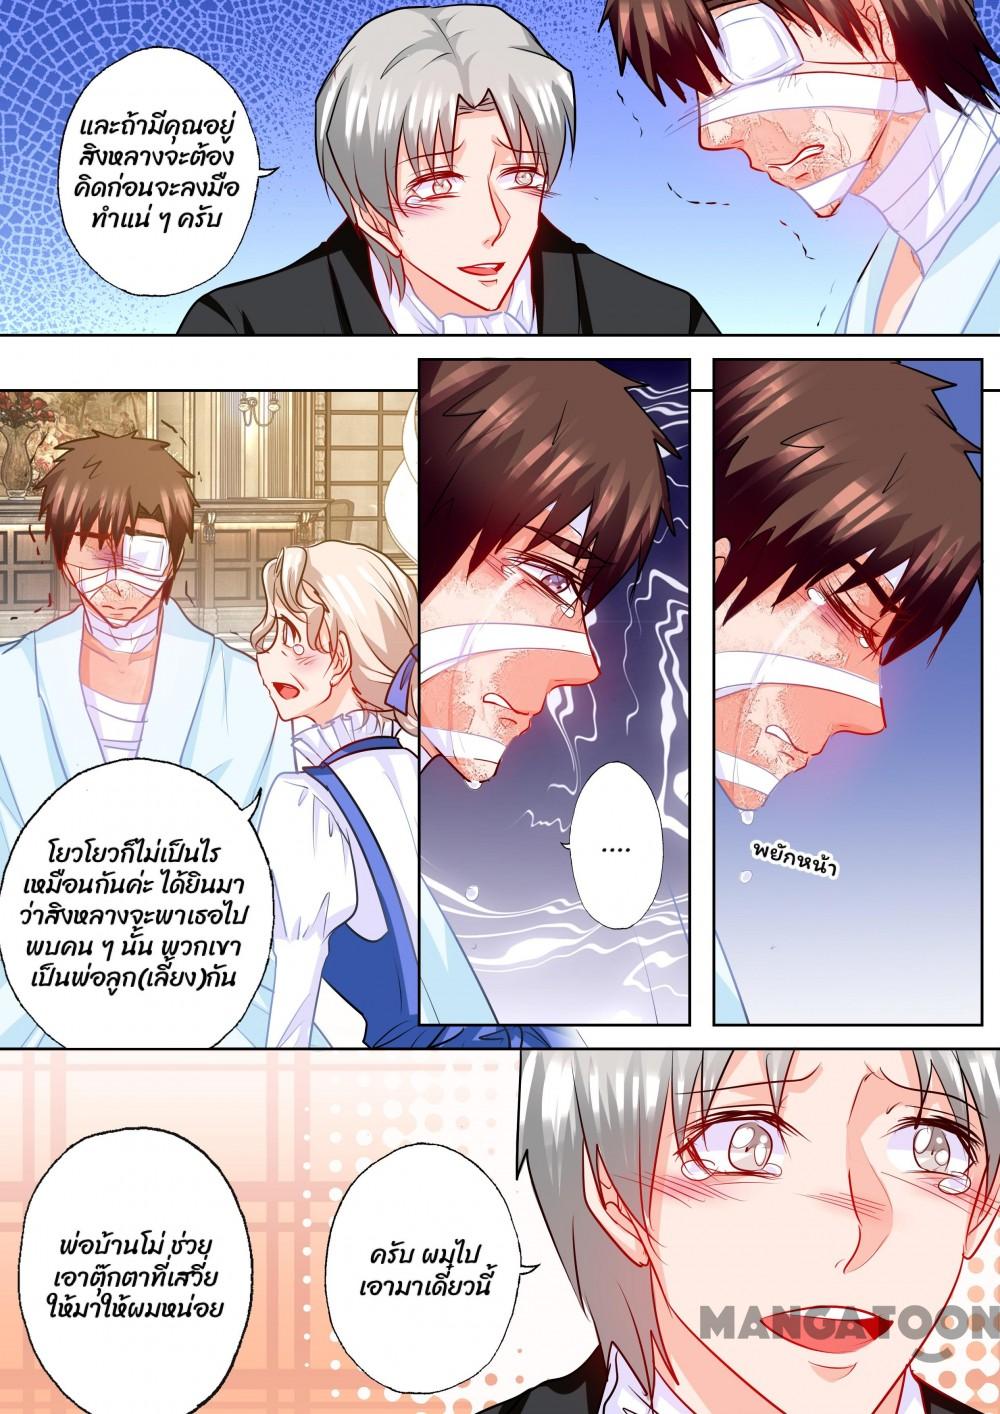 และถ้ามีคุณอยู่
สิงหลางจะต้อง
คิดก่อนจะลงมือ
ทำแน่ ๆ ครับ
โยวโยวก็ไม่เป็นไร
เหมือนกันค่ะ ได้ยินมา
ว่าสิงหลางจะพาเธอไป
พบคน ๆ นั้น พวกเขา
เป็นพ่อลูก(เลี้ยง)กัน
....
พยักหน้า
พ่อบ้านโม่ ช่วย
เอาตุ๊กตาที่เสวี่ย
ให้มาให้ผมหน่อย
ครับ ผมไป
เอามาเดี๋ยวนี้
MANGATOON